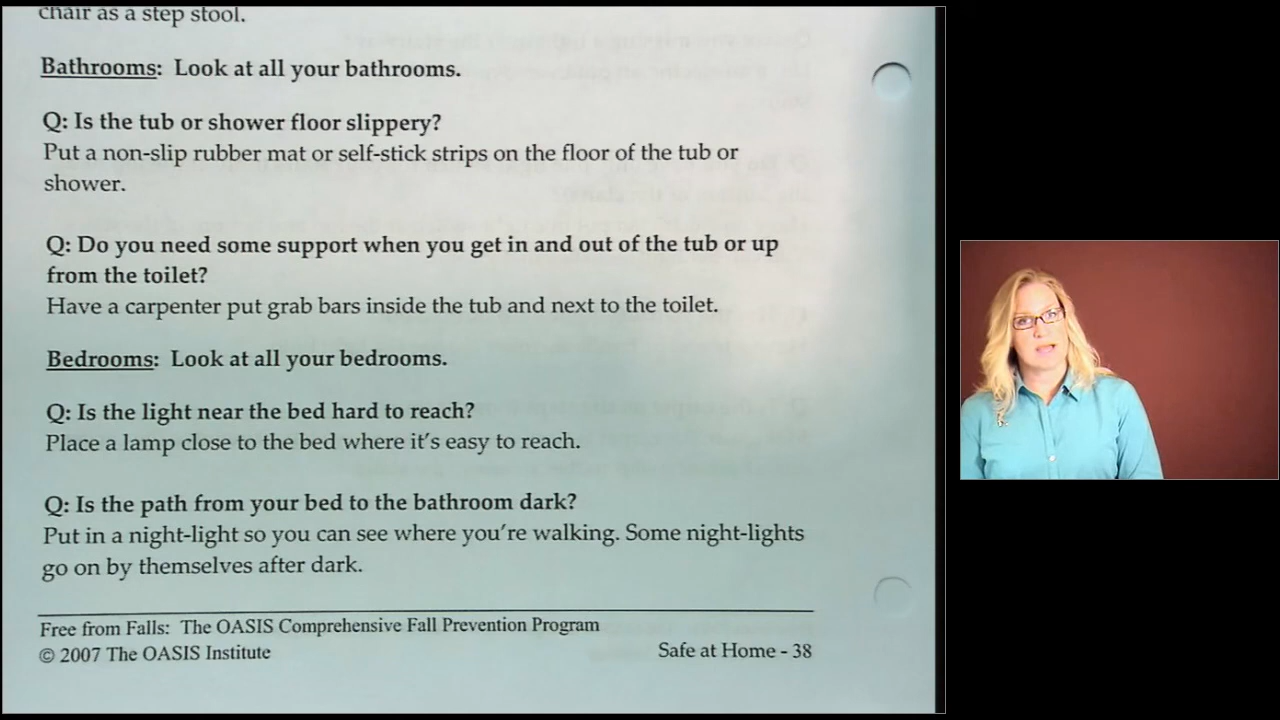 chair as a step stool.
Bathrooms: Look at all your bathrooms.
Q: Is the tub or shower floor slippery?
Put a non-slip rubber mat or self-stick strips on the floor of the tub or
shower.
Q: Do you need some support when you get in and out of the tub or up
from the toilet?
Have a carpenter put grab bars inside the tub and next to the toilet.
Bedrooms: Look at all your bedrooms.
Q: Is the light near the bed hard to reach?
Place a lamp close to the bed where it's easy to reach.
Q: Is the path from your bed to the bathroom dark?
Put in a night-light so you can see where you're walking. Some night-lights
go on by themselves after dark.
Free from Falls: The OASIS Comprehensive Fall Prevention Program
© 2007 The OASIS Institute
Safe at Home - 38